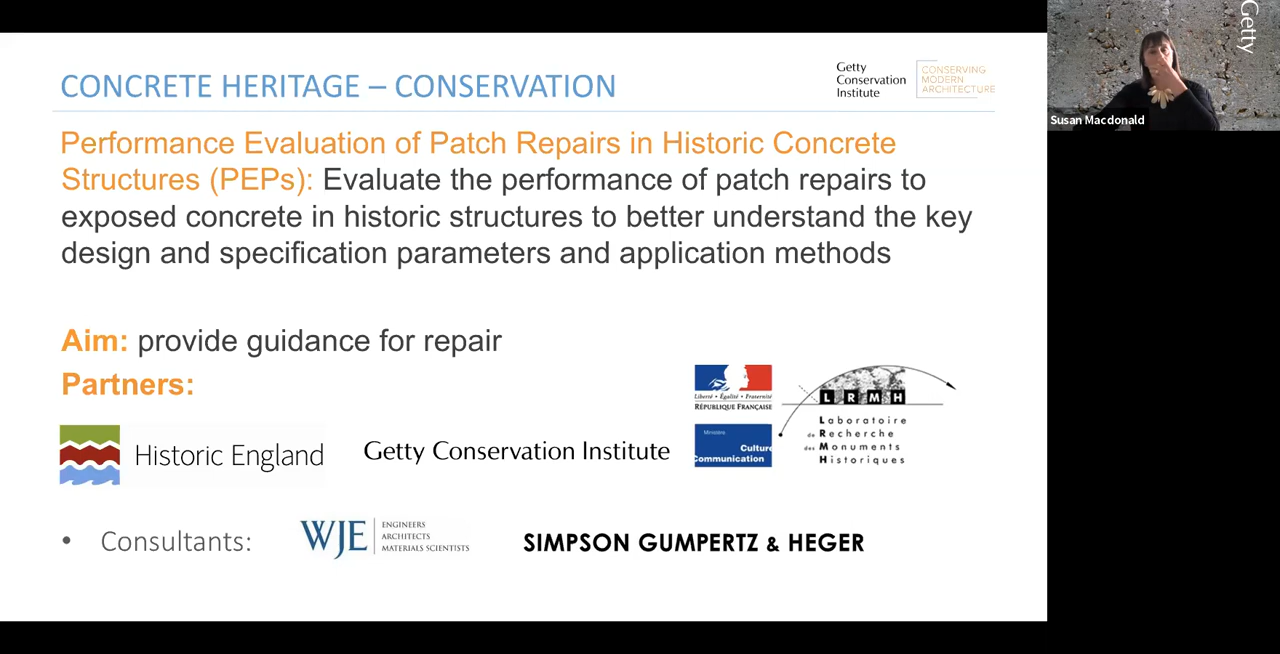 CONCRETE HERITAGE – CONSERVATION
Getty
Conservation
Institute
CONSERVING
MODERN
ARCHITECTURE
Getty
Susan Macdonald
Performance Evaluation of Patch Repairs in Historic Concrete
Structures (PEPs): Evaluate the performance of patch repairs to
exposed concrete in historic structures to better understand the key
design and specification parameters and application methods
Aim: provide guidance for repair
Partners:
Historic England
Getty Conservation Institute
Liberté • Égalité • Fraternité
RÉPUBLIQUE FRANÇAISE
Ministère
Culture
Communication
LRMH
Laboratoire
de Recherche
des Monuments
Historiques
• Consultants:
WJE
ENGINEERS
ARCHITECTS
MATERIALS SCIENTISTS
SIMPSON GUMPERTZ & HEGER